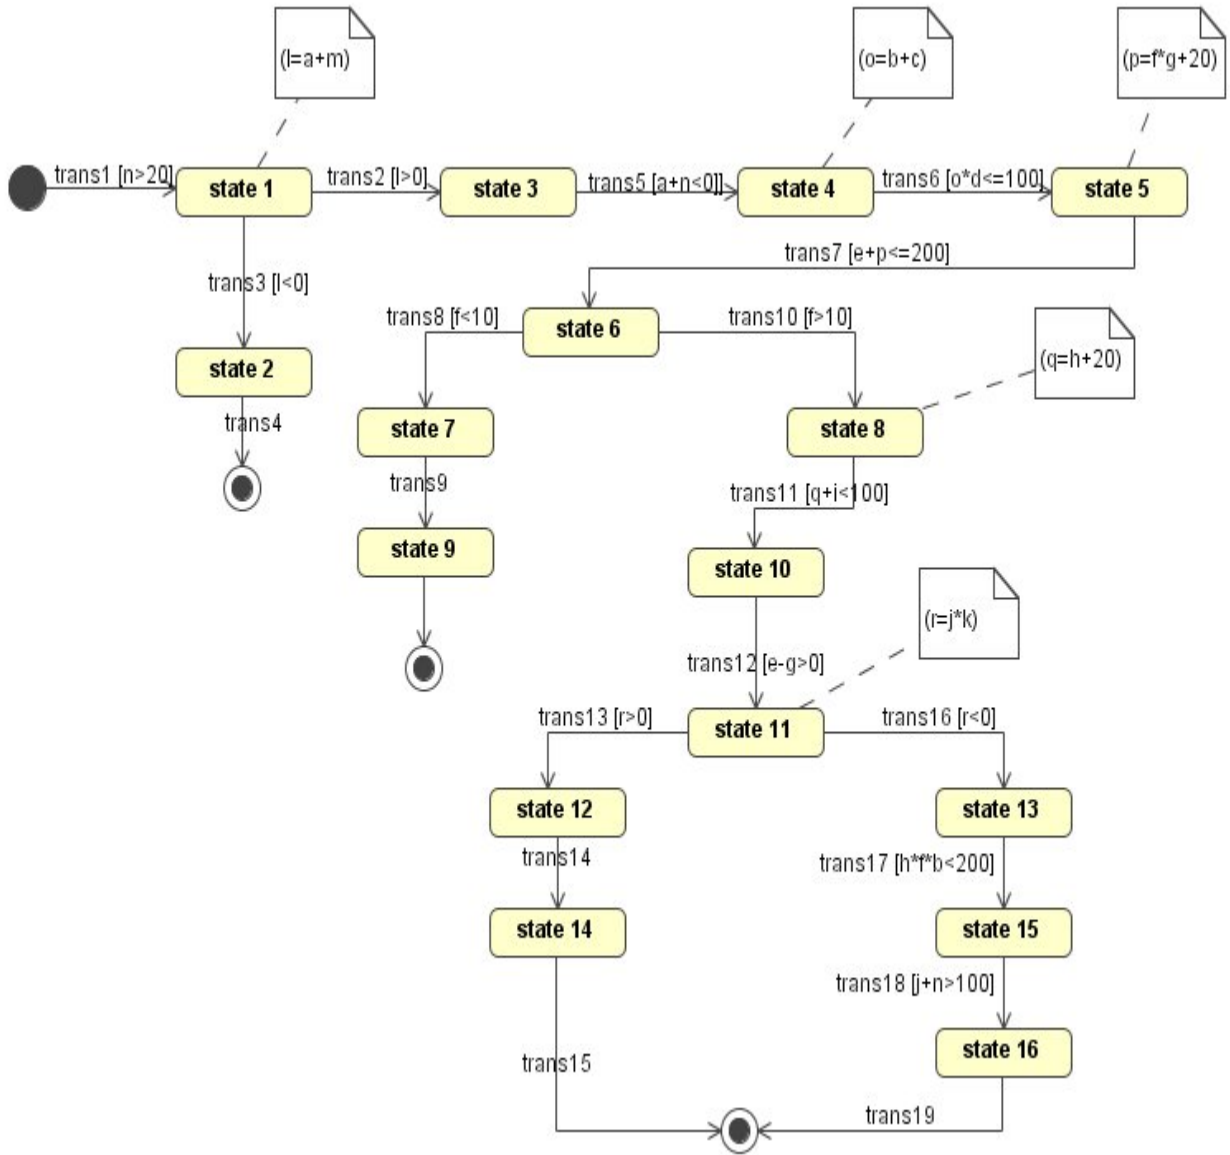 (l=a+m)
(o=b+c)
(p=f*g+20)
trans1 [n>20]
state 1
trans2 [l>0]
state 3
trans5 [a+n<0]]
state 4
trans6 [o*d<=100]
state 5
trans7 [e+p<=200]
trans3 [l<0]
trans8 [f<10]
state 6
trans10 [f>10]
(q=h+20)
state 2
trans4
state 7
state 8
trans9
trans11 [q+i<100]
state 9
state 10
(r=j*k)
trans12 [e-g>0]
trans13 [r>0]
state 11
trans16 [r<0]
state 12
state 13
trans14
trans17 [h*f*b<200]
state 14
state 15
trans18 [j+n>100]
state 16
trans15
trans19